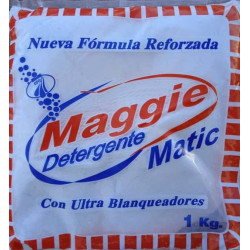 Nueva Fórmula Reforzada
Maggie
Detergente
Matic
Con Ultra Blanqueadores
1 Kg.